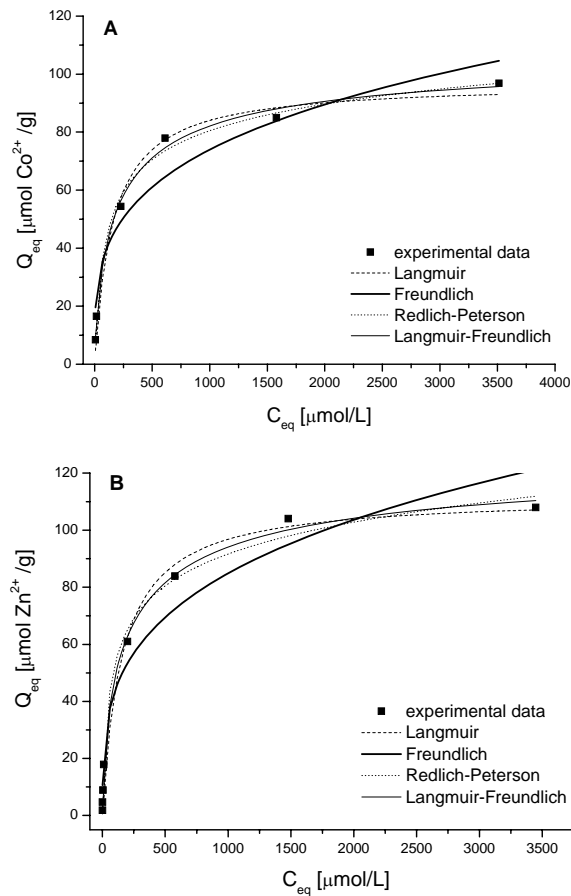 A
120
100
80
60
40
20
0
Q_eq [μmol Co²⁺ /g]
experimental data
Langmuir
Freundlich
Redlich-Peterson
Langmuir-Freundlich
0 500 1000 1500 2000 2500 3000 3500 4000
C_eq [μmol/L]
B
120
100
80
60
40
20
0
Q_eq [μmol Zn²⁺ /g]
experimental data
Langmuir
Freundlich
Redlich-Peterson
Langmuir-Freundlich
0 500 1000 1500 2000 2500 3000 3500
C_eq [μmol/L]